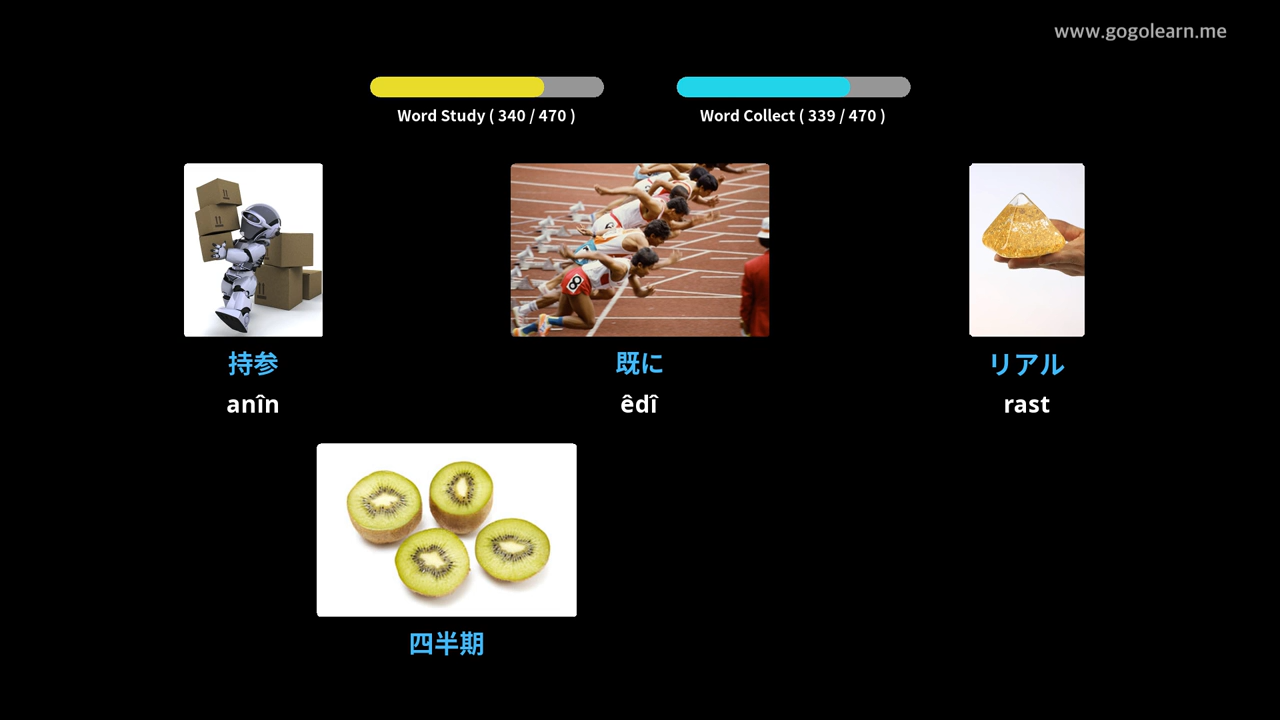 www.gogolearn.me
Word Study ( 340 / 470 )
Word Collect ( 339 / 470 )
持参
anîn
既に
êdî
リアル
rast
四半期